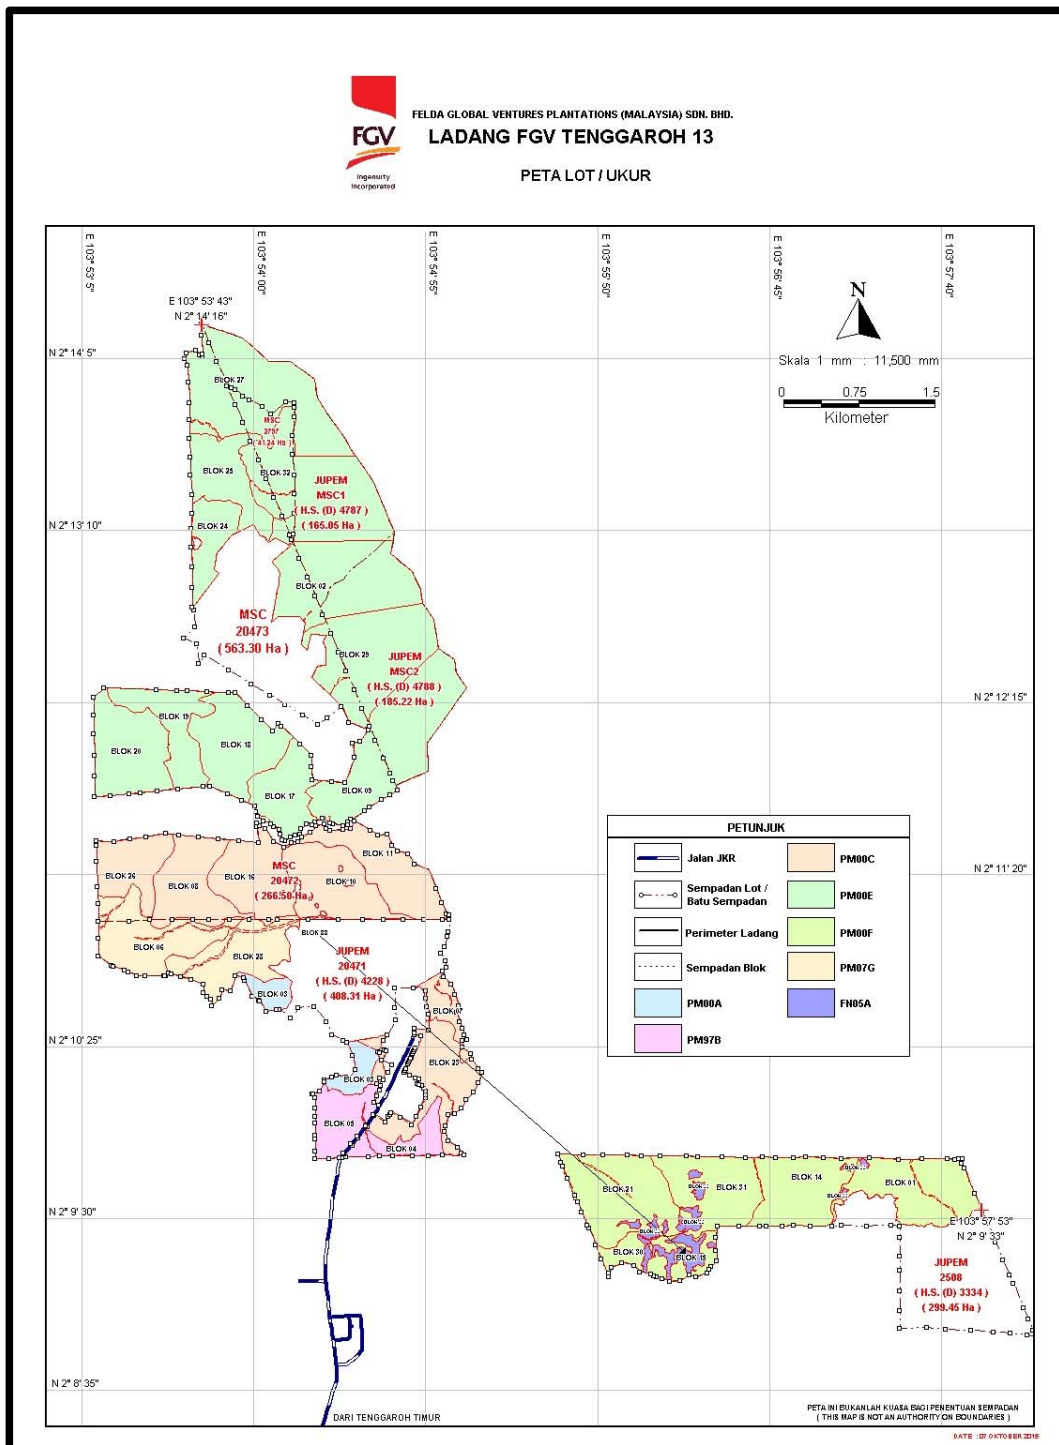 FELDA GLOBAL VENTURES PLANTATIONS (MALAYSIA) SDN. BHD.
LADANG FGV TENGGAROH 13
PETA LOT / UKUR
FGV
Ingenuity
Incorporated
E 103° 53' 5"
E 103° 54' 00"
E 103° 54' 55"
E 103° 55' 50"
E 103° 56' 45"
E 103° 57' 40"
E 103° 53' 43"
N 2° 14' 16"
N
Skala 1 mm : 11,500 mm
0 0.75 1.5
Kilometer
N 2° 14' 5"
BLOK 27
MSC
2757
( 41.24 Ha )
BLOK 25
BLOK 32
JUPEM
MSC1
( H.S. (D) 4787 )
( 165.05 Ha )
N 2° 13' 10"
BLOK 24
BLOK 02
MSC
20473
( 563.30 Ha )
BLOK 29
JUPEM
MSC2
( H.S. (D) 4788 )
( 185.22 Ha )
N 2° 12' 15"
BLOK 19
BLOK 20
BLOK 18
BLOK 17
BLOK 09
BLOK 11
N 2° 11' 20"
BLOK 26
BLOK 08
BLOK 16
MSC
20472
( 266.50 Ha )
BLOK 10
BLOK 06
BLOK 28
BLOK 33
JUPEM
20471
( H.S. (D) 4228 )
( 408.31 Ha )
BLOK 03
BLOK 07
N 2° 10' 25"
BLOK 23
BLOK 05
BLOK 04
PETUNJUK
Jalan JKR
Sempadan Lot /
Batu Sempadan
Perimeter Ladang
Sempadan Blok
PM00A
PM97B
PM00C
PM00E
PM00F
PM07G
FN05A
BLOK 21
BLOK 31
BLOK 14
BLOK 01
BLOK 30
BLOK 15
N 2° 9' 30"
E 103° 57' 53"
N 2° 9' 33"
JUPEM
2508
( H.S. (D) 3334 )
( 299.45 Ha )
N 2° 8' 35"
DARI TENGGAROH TIMUR
PETA INI BUKANLAH KUASA BAGI PENENTUAN SEMPADAN
( THIS MAP IS NOT AN AUTHORITY ON BOUNDARIES )
DATE : 07 OKTOBER 2015